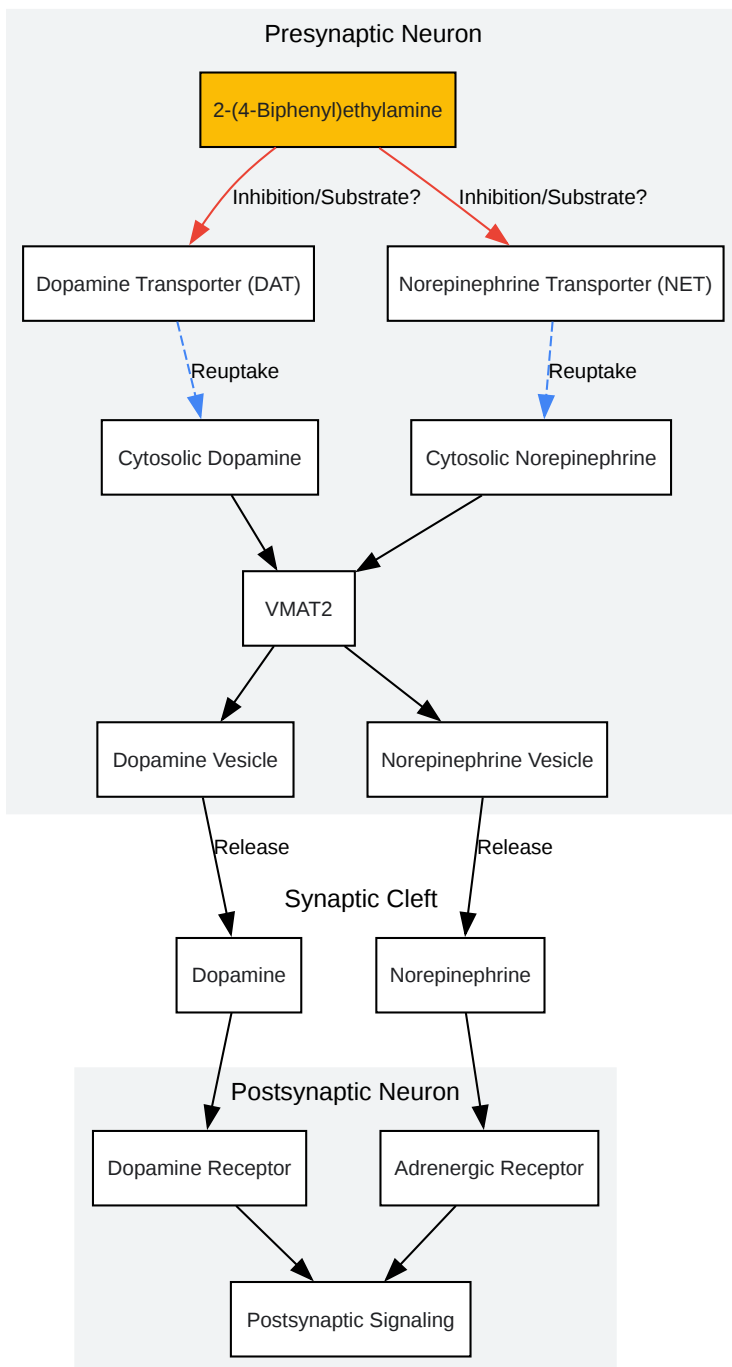 Presynaptic Neuron
2-(4-Biphenyl)ethylamine
Inhibition/Substrate?
Inhibition/Substrate?
Dopamine Transporter (DAT)
Norepinephrine Transporter (NET)
Reuptake
Reuptake
Cytosolic Dopamine
Cytosolic Norepinephrine
VMAT2
Dopamine Vesicle
Norepinephrine Vesicle
Release
Release
Synaptic Cleft
Dopamine
Norepinephrine
Postsynaptic Neuron
Dopamine Receptor
Adrenergic Receptor
Postsynaptic Signaling